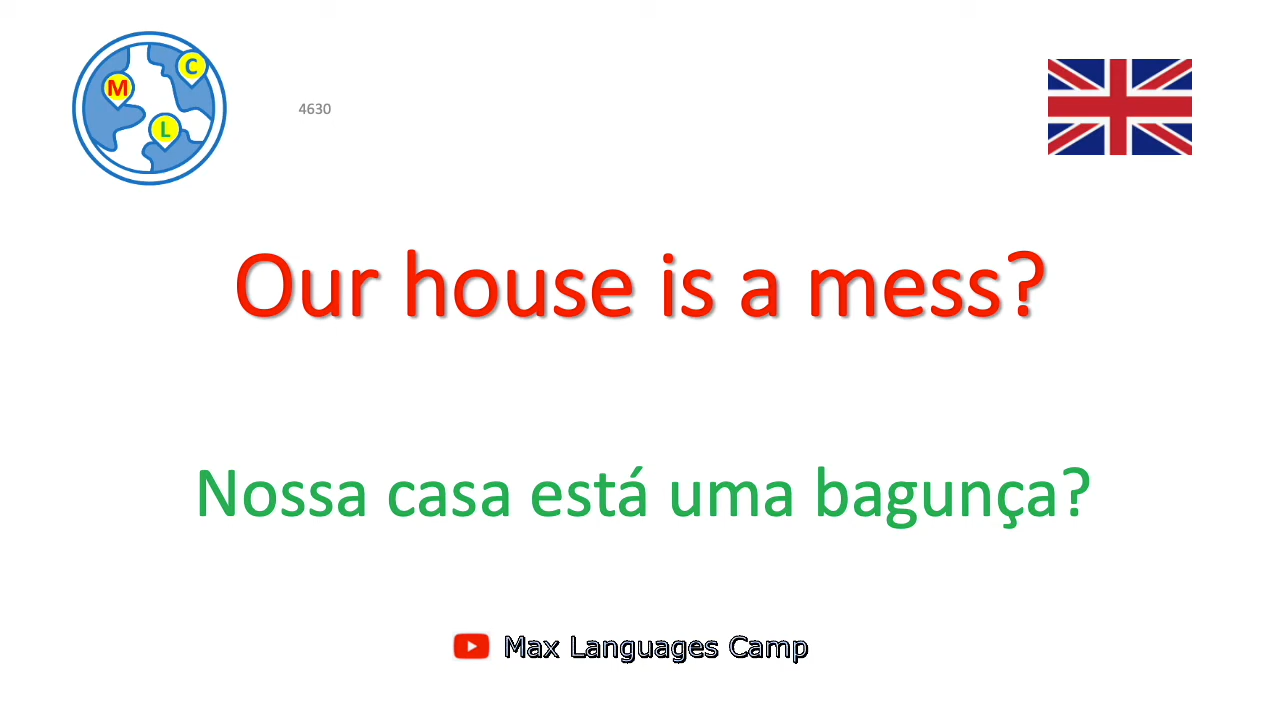 C
M
4630
L
Our house is a mess?
Nossa casa está uma bagunça?
Max Languages Camp